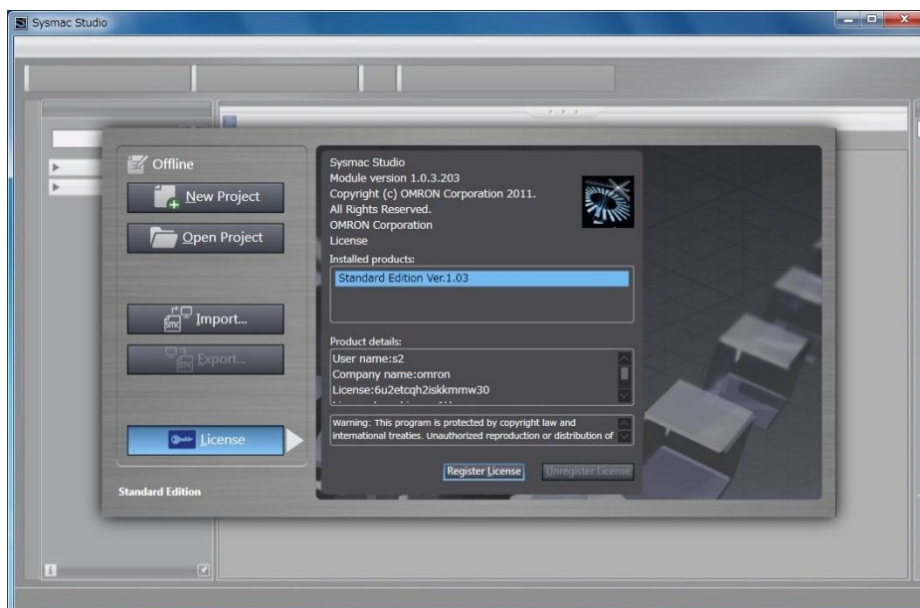 Sysmac Studio
Offline
New Project
Open Project
Import...
Export...
License
Standard Edition
Sysmac Studio
Module version 1.0.3.203
Copyright (c) OMRON Corporation 2011.
All Rights Reserved.
OMRON Corporation
License
Installed products:
Standard Edition Ver.1.03
Product details:
User name:s2
Company name:omron
License:6u2etcqh2iskkmmw30
Warning: This program is protected by copyright law and
international treaties. Unauthorized reproduction or distribution of
Register License
Unregister License